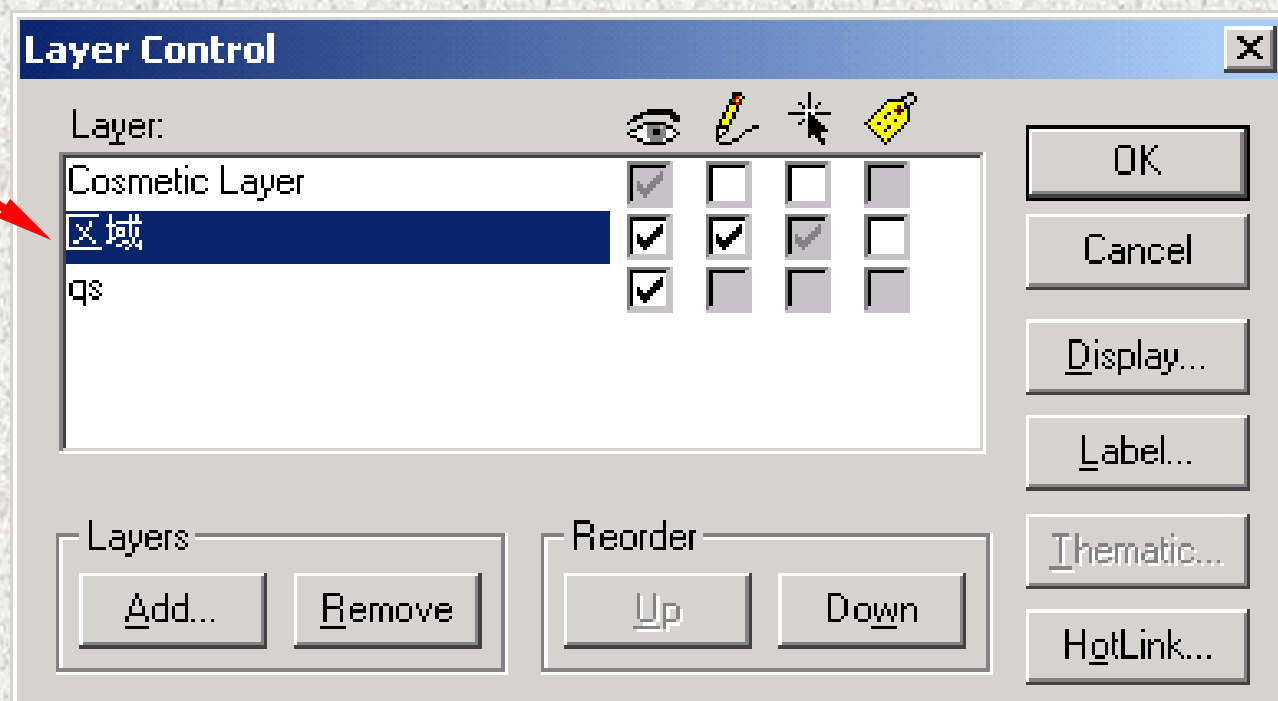 Layer Control
Layer:
Cosmetic Layer
区域
qs
OK
Cancel
Display...
Label...
Thematic...
HotLink...
Layers
Add...
Remove
Reorder
Up
Down